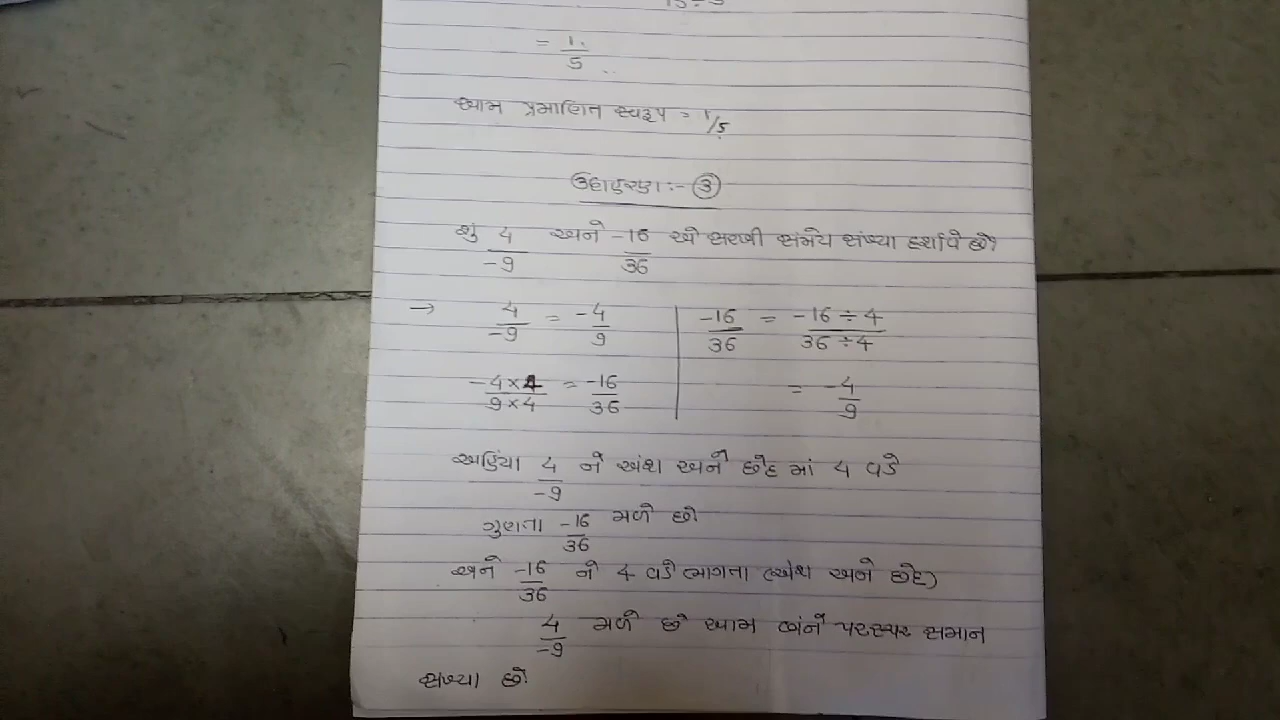 = 1/5
આમ પ્રમાણિત સ્વરૂપ = 1/5
ઉદાહરણ :- ③
શું 4/-9 અને -16/36 એ સરખી સંમેય સંખ્યા દર્શાવે છે?
→ 4/-9 = -4/9 | -16/36 = -16 ÷ 4/36 ÷ 4
-4 × 4/9 × 4 = -16/36 | = -4/9
અહિંયા 4/-9 ને અંશ અને છેદ માં 4 વડે
ગુણતા -16/36 મળે છે
અને -16/36 ને 4 વડે ભાગતા (અંશ અને છેદ)
4/-9 મળે છે આમ બંને પરસ્પર સમાન
સંખ્યા છે.